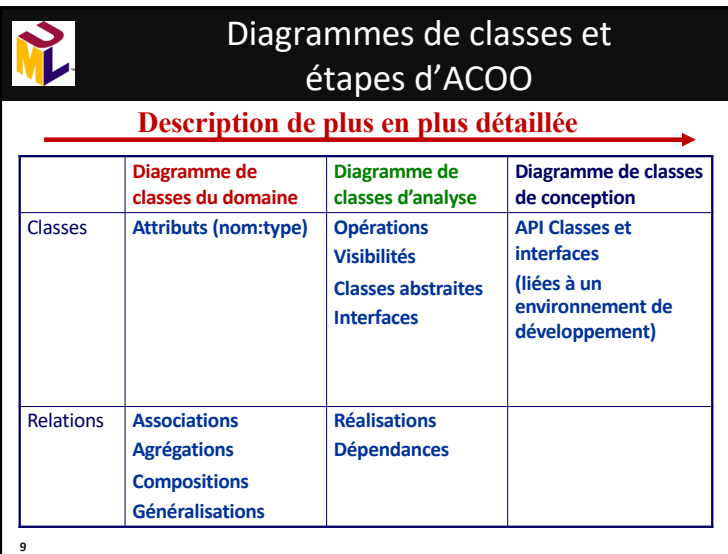 UML
Diagrammes de classes et
étapes d'ACOO
Description de plus en plus détaillée
Diagramme de
classes du domaine
Diagramme de
classes d'analyse
Diagramme de classes
de conception
Classes
Attributs (nom:type)
Opérations
Visibilités
Classes abstraites
Interfaces
API Classes et
interfaces
(liées à un
environnement de
développement)
Relations
Associations
Agrégations
Compositions
Généralisations
Réalisations
Dépendances
9